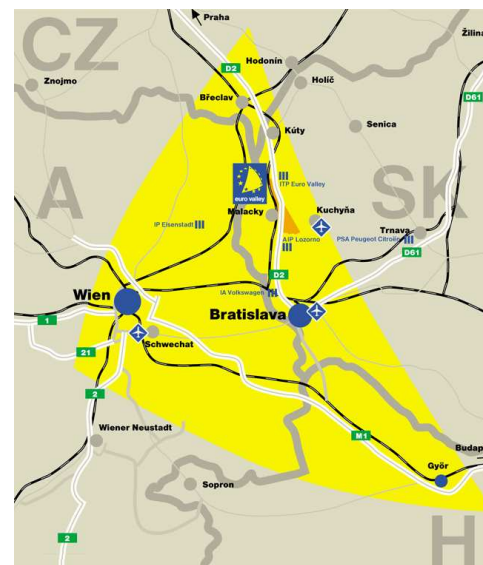 Praha
CZ
Žilina
Hodonín
D2
Holíč
Znojmo
Břeclav
D61
Kúty
Senica
A
SK
ITP Euro Valley
euro valley
Malacky
Kuchyňa
IP Eisenstadt
Trnava
AIP Lozorno
PSA Peugeot Citroën
D61
D2
Wien
IA Volkswagen
Bratislava
1
Schwechat
21
2
Wiener Neustadt
M1
Budap
Györ
Sopron
2
H